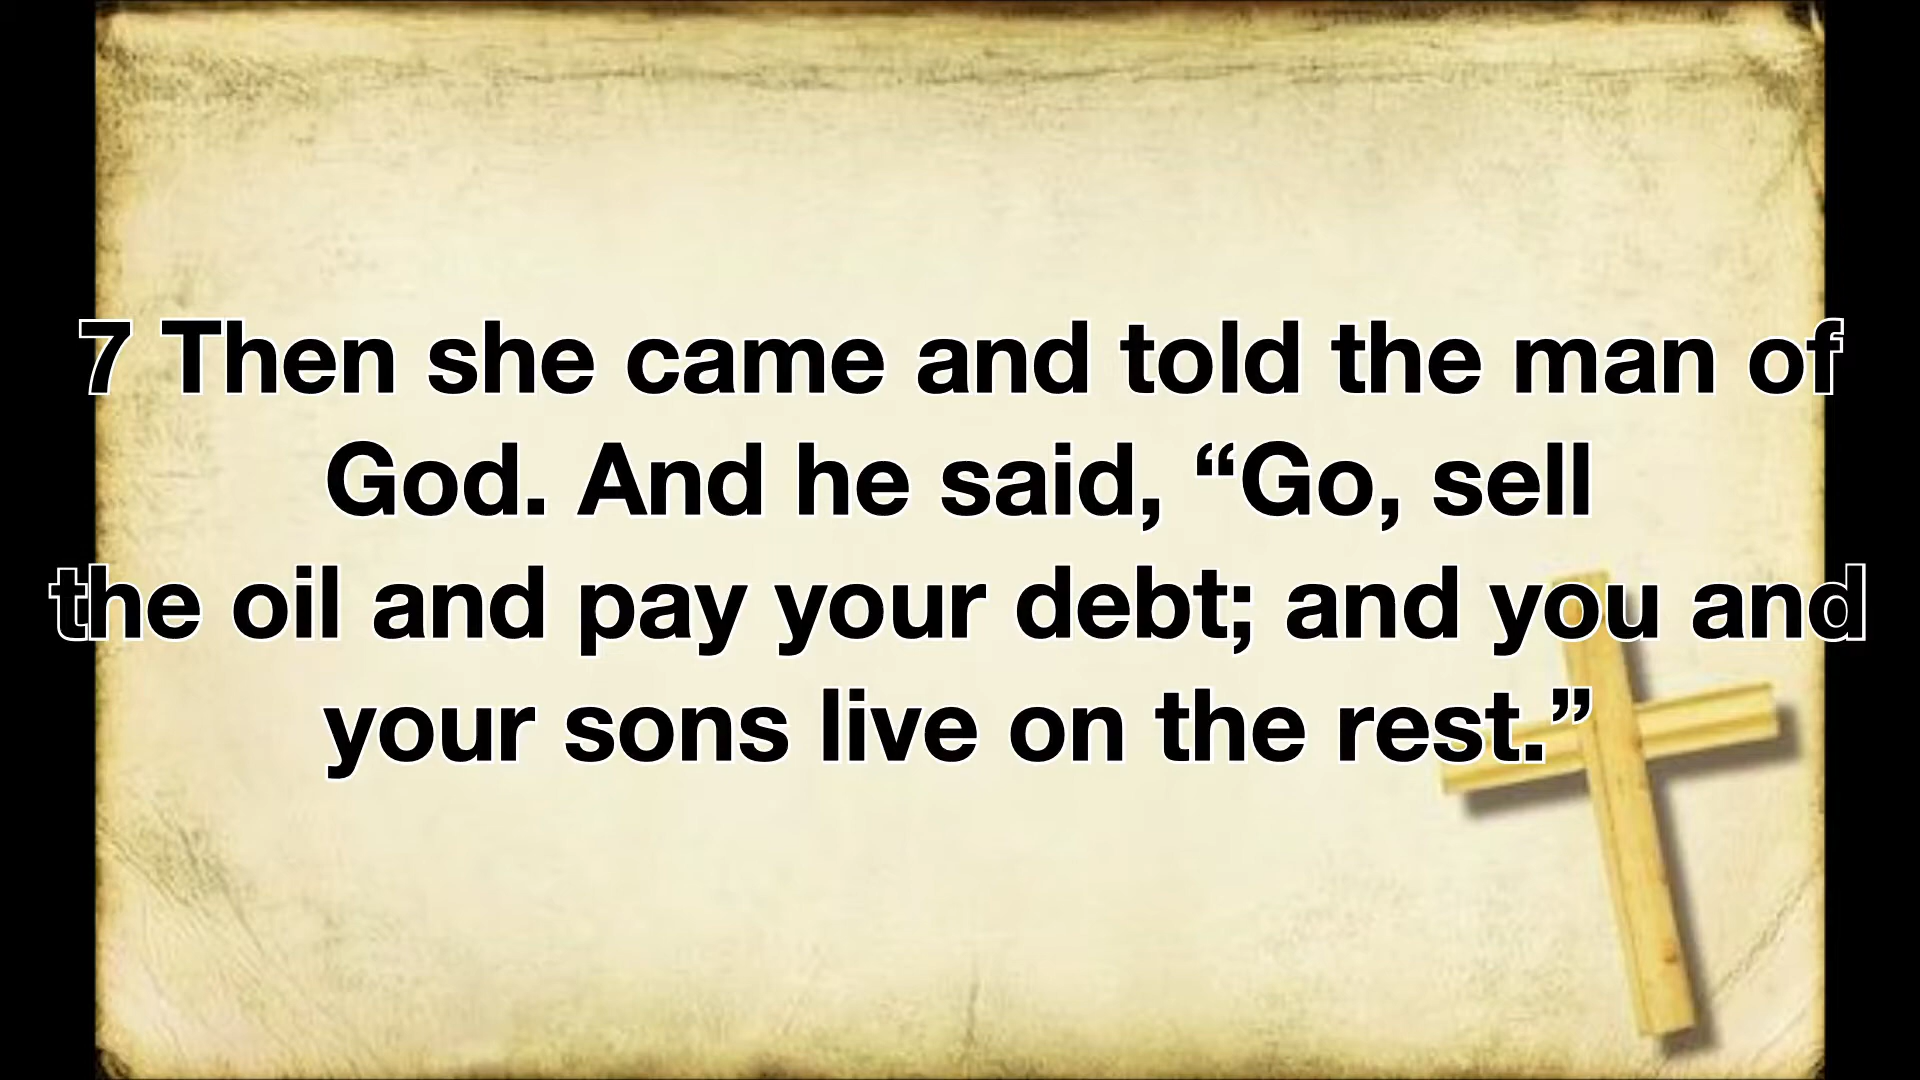 7 Then she came and told the man of
God. And he said, “Go, sell
the oil and pay your debt; and you and
your sons live on the rest.”